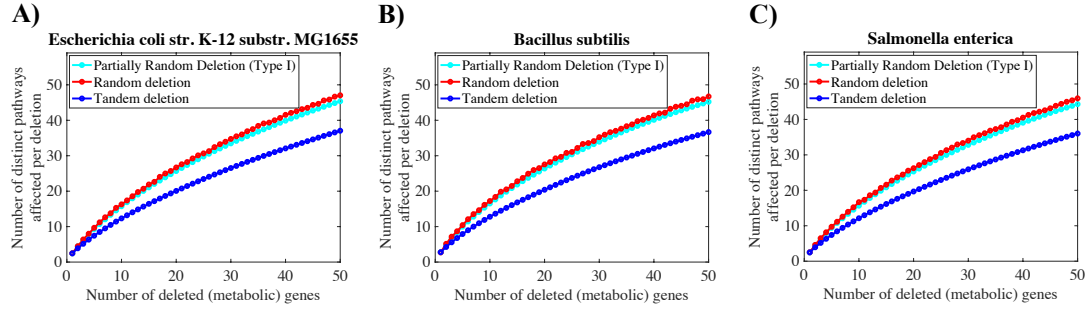 A)
Escherichia coli str. K-12 substr. MG1655
Partially Random Deletion (Type I)
Random deletion
Tandem deletion
Number of distinct pathways
affected per deletion
50
40
30
20
10
0
0 10 20 30 40 50
Number of deleted (metabolic) genes
B)
Bacillus subtilis
Partially Random Deletion (Type I)
Random deletion
Tandem deletion
Number of distinct pathways
affected per deletion
50
40
30
20
10
0
0 10 20 30 40 50
Number of deleted (metabolic) genes
C)
Salmonella enterica
Partially Random Deletion (Type I)
Random deletion
Tandem deletion
Number of distinct pathways
affected per deletion
50
40
30
20
10
0
0 10 20 30 40 50
Number of deleted (metabolic) genes